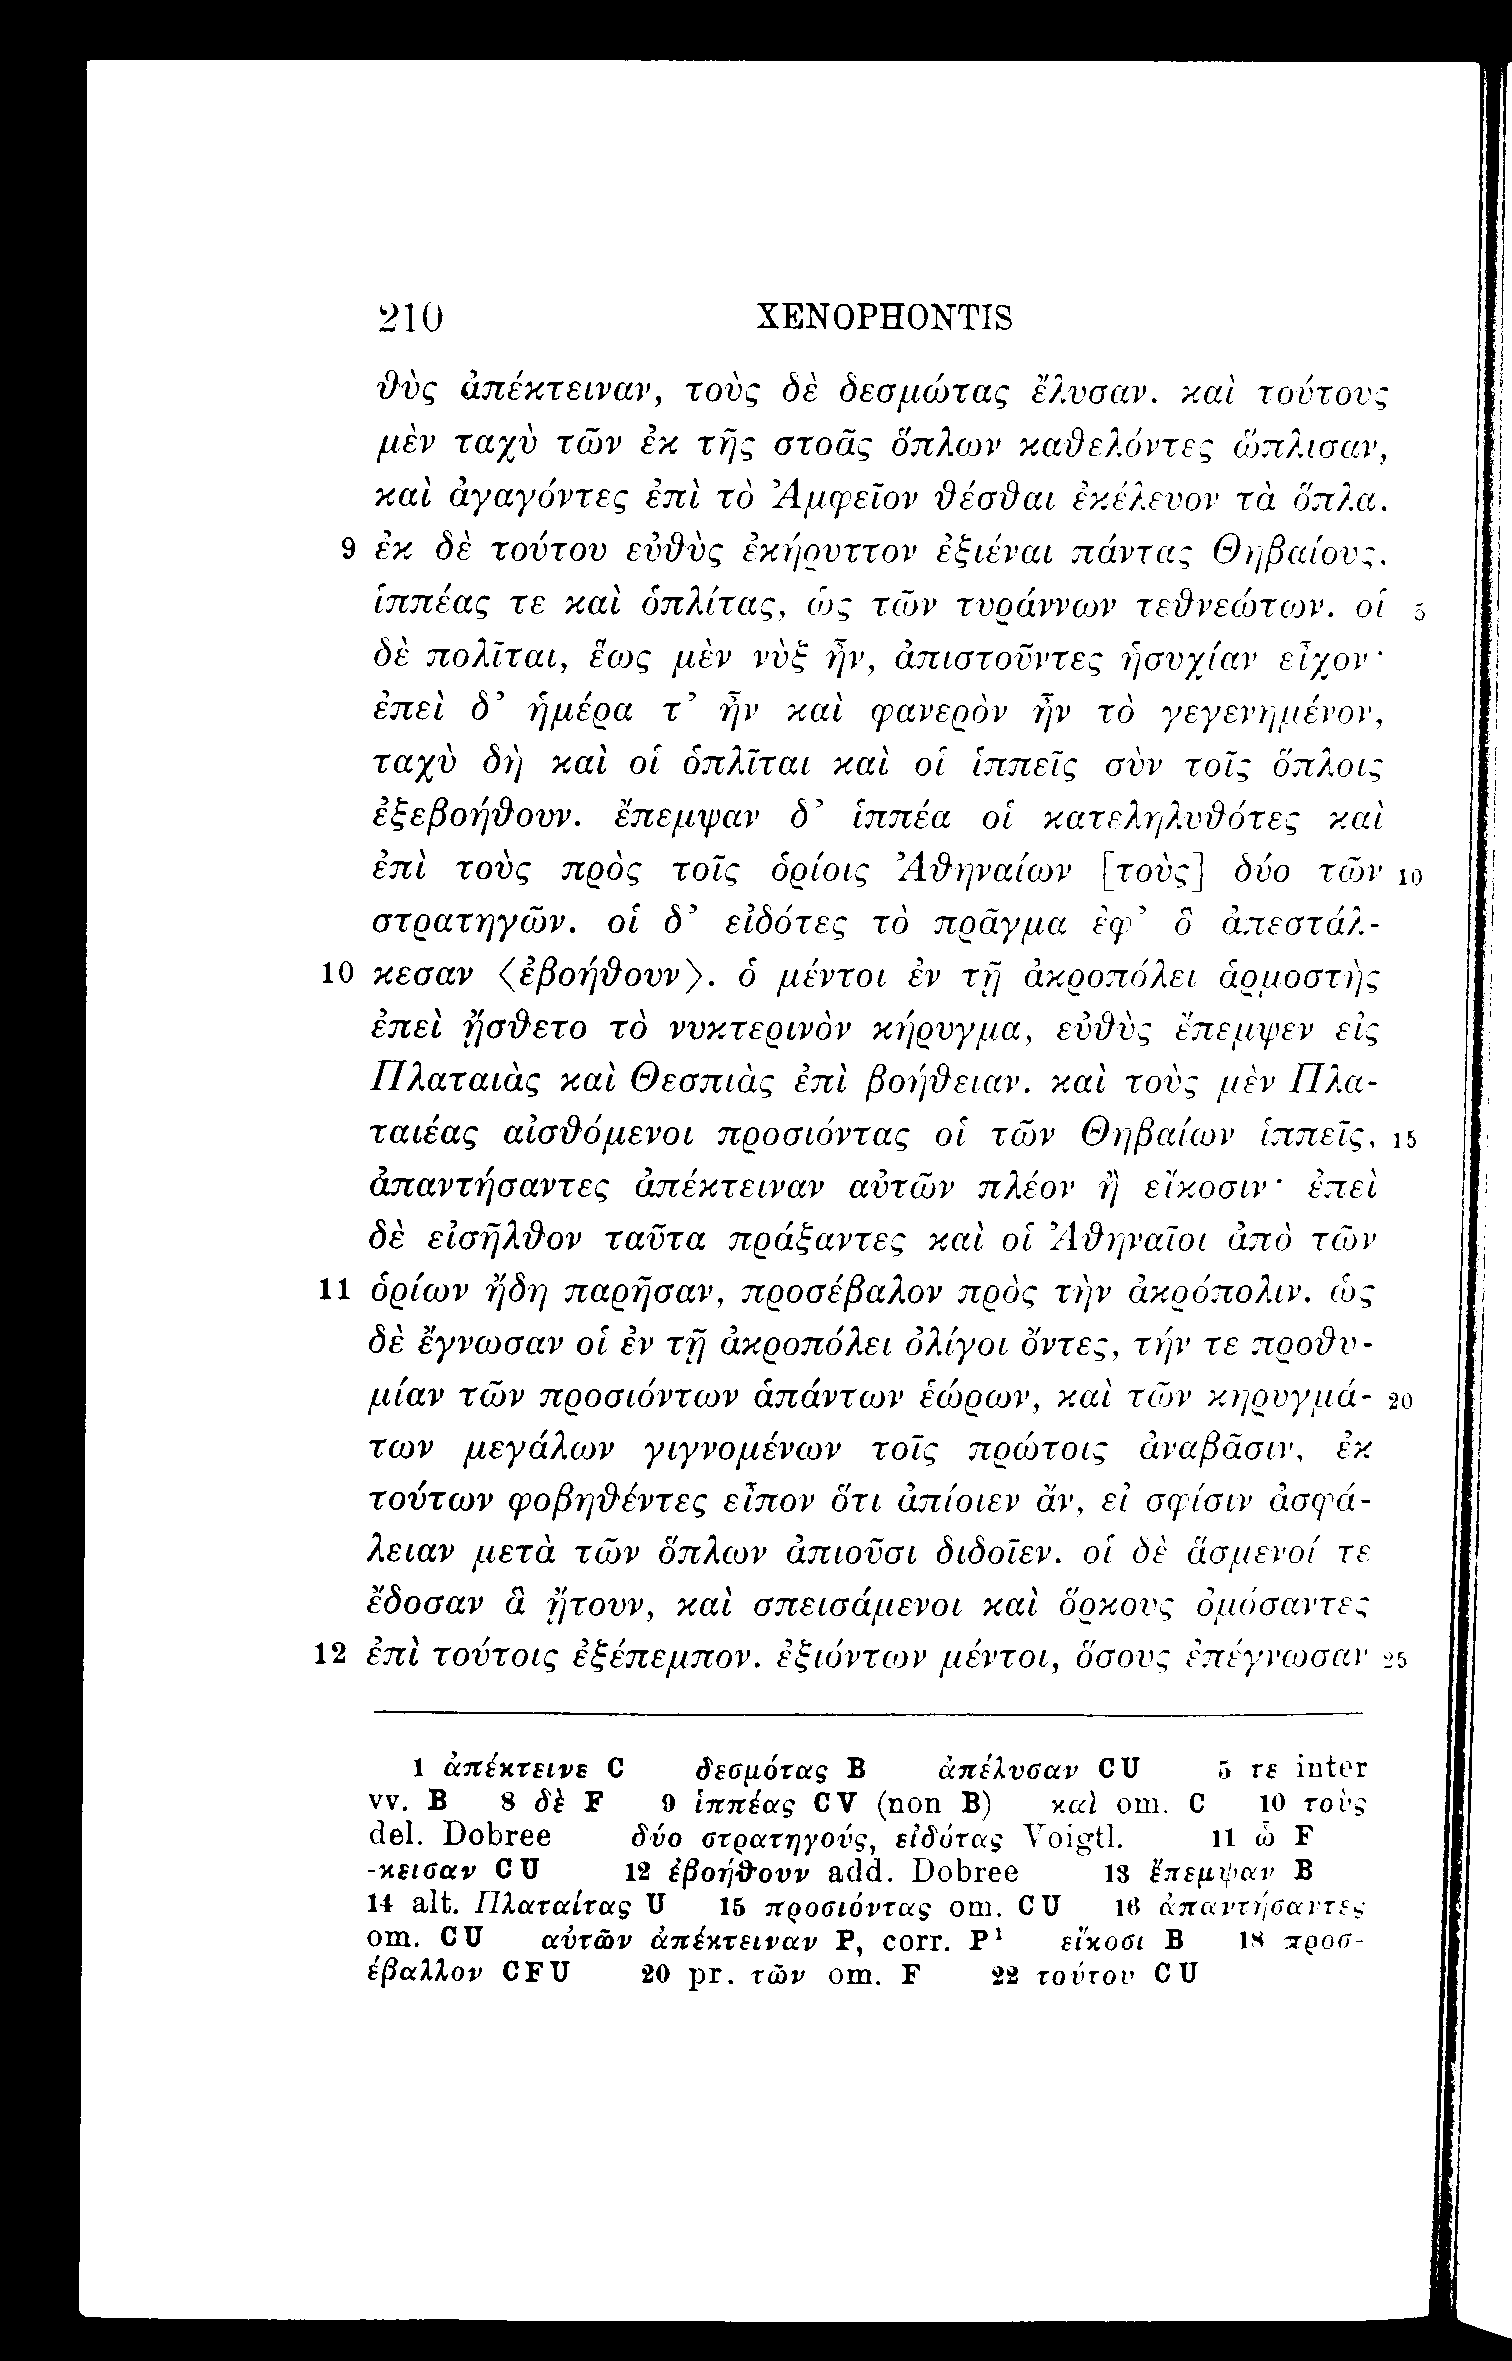 210 XENOPHONTIS
θὺς ἀπέκτειναν, τοὺς δὲ δεσμώτας ἔλυσαν. καὶ τούτους
μὲν ταχὺ τῶν ἐκ τῆς στοᾶς ὅπλων καθελόντες ὥπλισαν,
καὶ ἀγαγόντες ἐπὶ τὸ Ἀμφεῖον θέσθαι ἐκέλευον τὰ ὅπλα.
9 ἐκ δὲ τούτου εὐθὺς ἐκήρυττον ἐξιέναι πάντας Θηβαίους,
ἱππέας τε καὶ ὁπλίτας, ὡς τῶν τυράννων τεθνεώτων. οἱ 5
δὲ πολῖται, ἕως μὲν νὺξ ἦν, ἀπιστοῦντες ἡσυχίαν εἶχον·
ἐπεὶ δ’ ἡμέρα τ’ ἦν καὶ φανερὸν ἦν τὸ γεγενημένον,
ταχὺ δὴ καὶ οἱ ὁπλῖται καὶ οἱ ἱππεῖς σὺν τοῖς ὅπλοις
ἐξεβοήθουν. ἔπεμψαν δ’ ἱππέα οἱ κατεληλυθότες καὶ
ἐπὶ τοὺς πρὸς τοῖς ὁρίοις Ἀθηναίων [τοὺς] δύο τῶν 10
στρατηγῶν. οἱ δ’ εἰδότες τὸ πρᾶγμα ἐφ’ ὃ ἀπεστάλ-
10 κεσαν ⟨ἐβοήθουν⟩. ὁ μέντοι ἐν τῇ ἀκροπόλει ἁρμοστὴς
ἐπεὶ ᾔσθετο τὸ νυκτερινὸν κήρυγμα, εὐθὺς ἔπεμψεν εἰς
Πλαταιὰς καὶ Θεσπιὰς ἐπὶ βοήθειαν. καὶ τοὺς μὲν Πλα-
ταιέας αἰσθόμενοι προσιόντας οἱ τῶν Θηβαίων ἱππεῖς, 15
ἀπαντήσαντες ἀπέκτειναν αὐτῶν πλέον ἢ εἴκοσιν· ἐπεὶ
δὲ εἰσῆλθον ταῦτα πράξαντες καὶ οἱ Ἀθηναῖοι ἀπὸ τῶν
11 ὁρίων ἤδη παρῆσαν, προσέβαλον πρὸς τὴν ἀκρόπολιν. ὡς
δὲ ἔγνωσαν οἱ ἐν τῇ ἀκροπόλει ὀλίγοι ὄντες, τήν τε προθυ-
μίαν τῶν προσιόντων ἁπάντων ἑώρων, καὶ τῶν κηρυγμά- 20
των μεγάλων γιγνομένων τοῖς πρώτοις ἀναβᾶσιν, ἐκ
τούτων φοβηθέντες εἶπον ὅτι ἀπίοιεν ἄν, εἰ σφίσιν ἀσφά-
λειαν μετὰ τῶν ὅπλων ἀπιοῦσι διδοῖεν. οἱ δὲ ἅσμενοί τε
ἔδοσαν ἃ ᾔτουν, καὶ σπεισάμενοι καὶ ὅρκους ὀμόσαντες
12 ἐπὶ τούτοις ἐξέπεμπον. ἐξιόντων μέντοι, ὅσους ἐπέγνωσαν 25
1 ἀπέκτεινε C δεσμότας B ἀπέλυσαν CU 5 τε inter
vv. B 8 δὲ F 9 ἱππέας CV (non B) καὶ om. C 10 τοὺς
del. Dobree δύο στρατηγούς, εἰδότας Voigtl. 11 ᾧ F
-κεισαν CU 12 ἐβοήθουν add. Dobree 13 ἔπεμψαν B
14 alt. Πλαταίτας U 15 προσιόντας om. CU 16 ἀπαντήσαντες
om. CU αὐτῶν ἀπέκτειναν P, corr. P¹ εἴκοσι B 18 προσ-
έβαλλον CFU 20 pr. τῶν om. F 22 τούτου CU